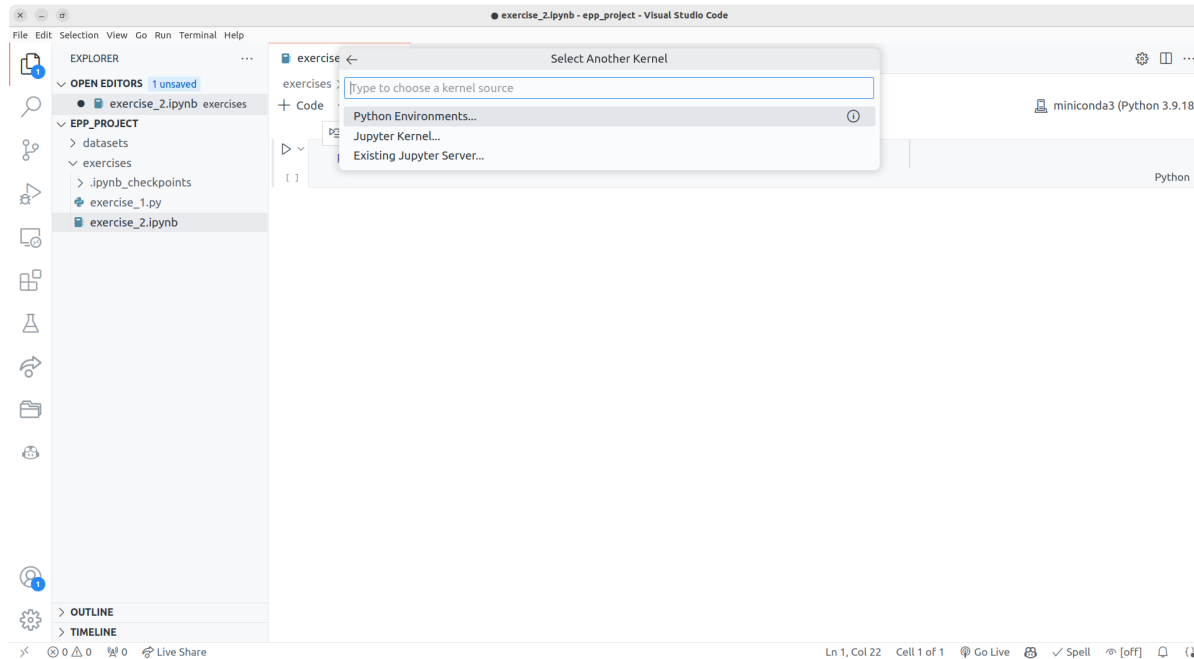 ● exercise_2.ipynb - epp_project - Visual Studio Code
File Edit Selection View Go Run Terminal Help
EXPLORER
OPEN EDITORS 1 unsaved
exercise_2.ipynb exercises
EPP_PROJECT
datasets
exercises
.ipynb_checkpoints
exercise_1.py
exercise_2.ipynb
OUTLINE
TIMELINE
exercise
exercises
+ Code
Select Another Kernel
Type to choose a kernel source
Python Environments...
Jupyter Kernel...
Existing Jupyter Server...
miniconda3 (Python 3.9.18
[ ]
Python
1
1
0 0 0 Live Share
Ln 1, Col 22 Cell 1 of 1 Go Live Spell [off]